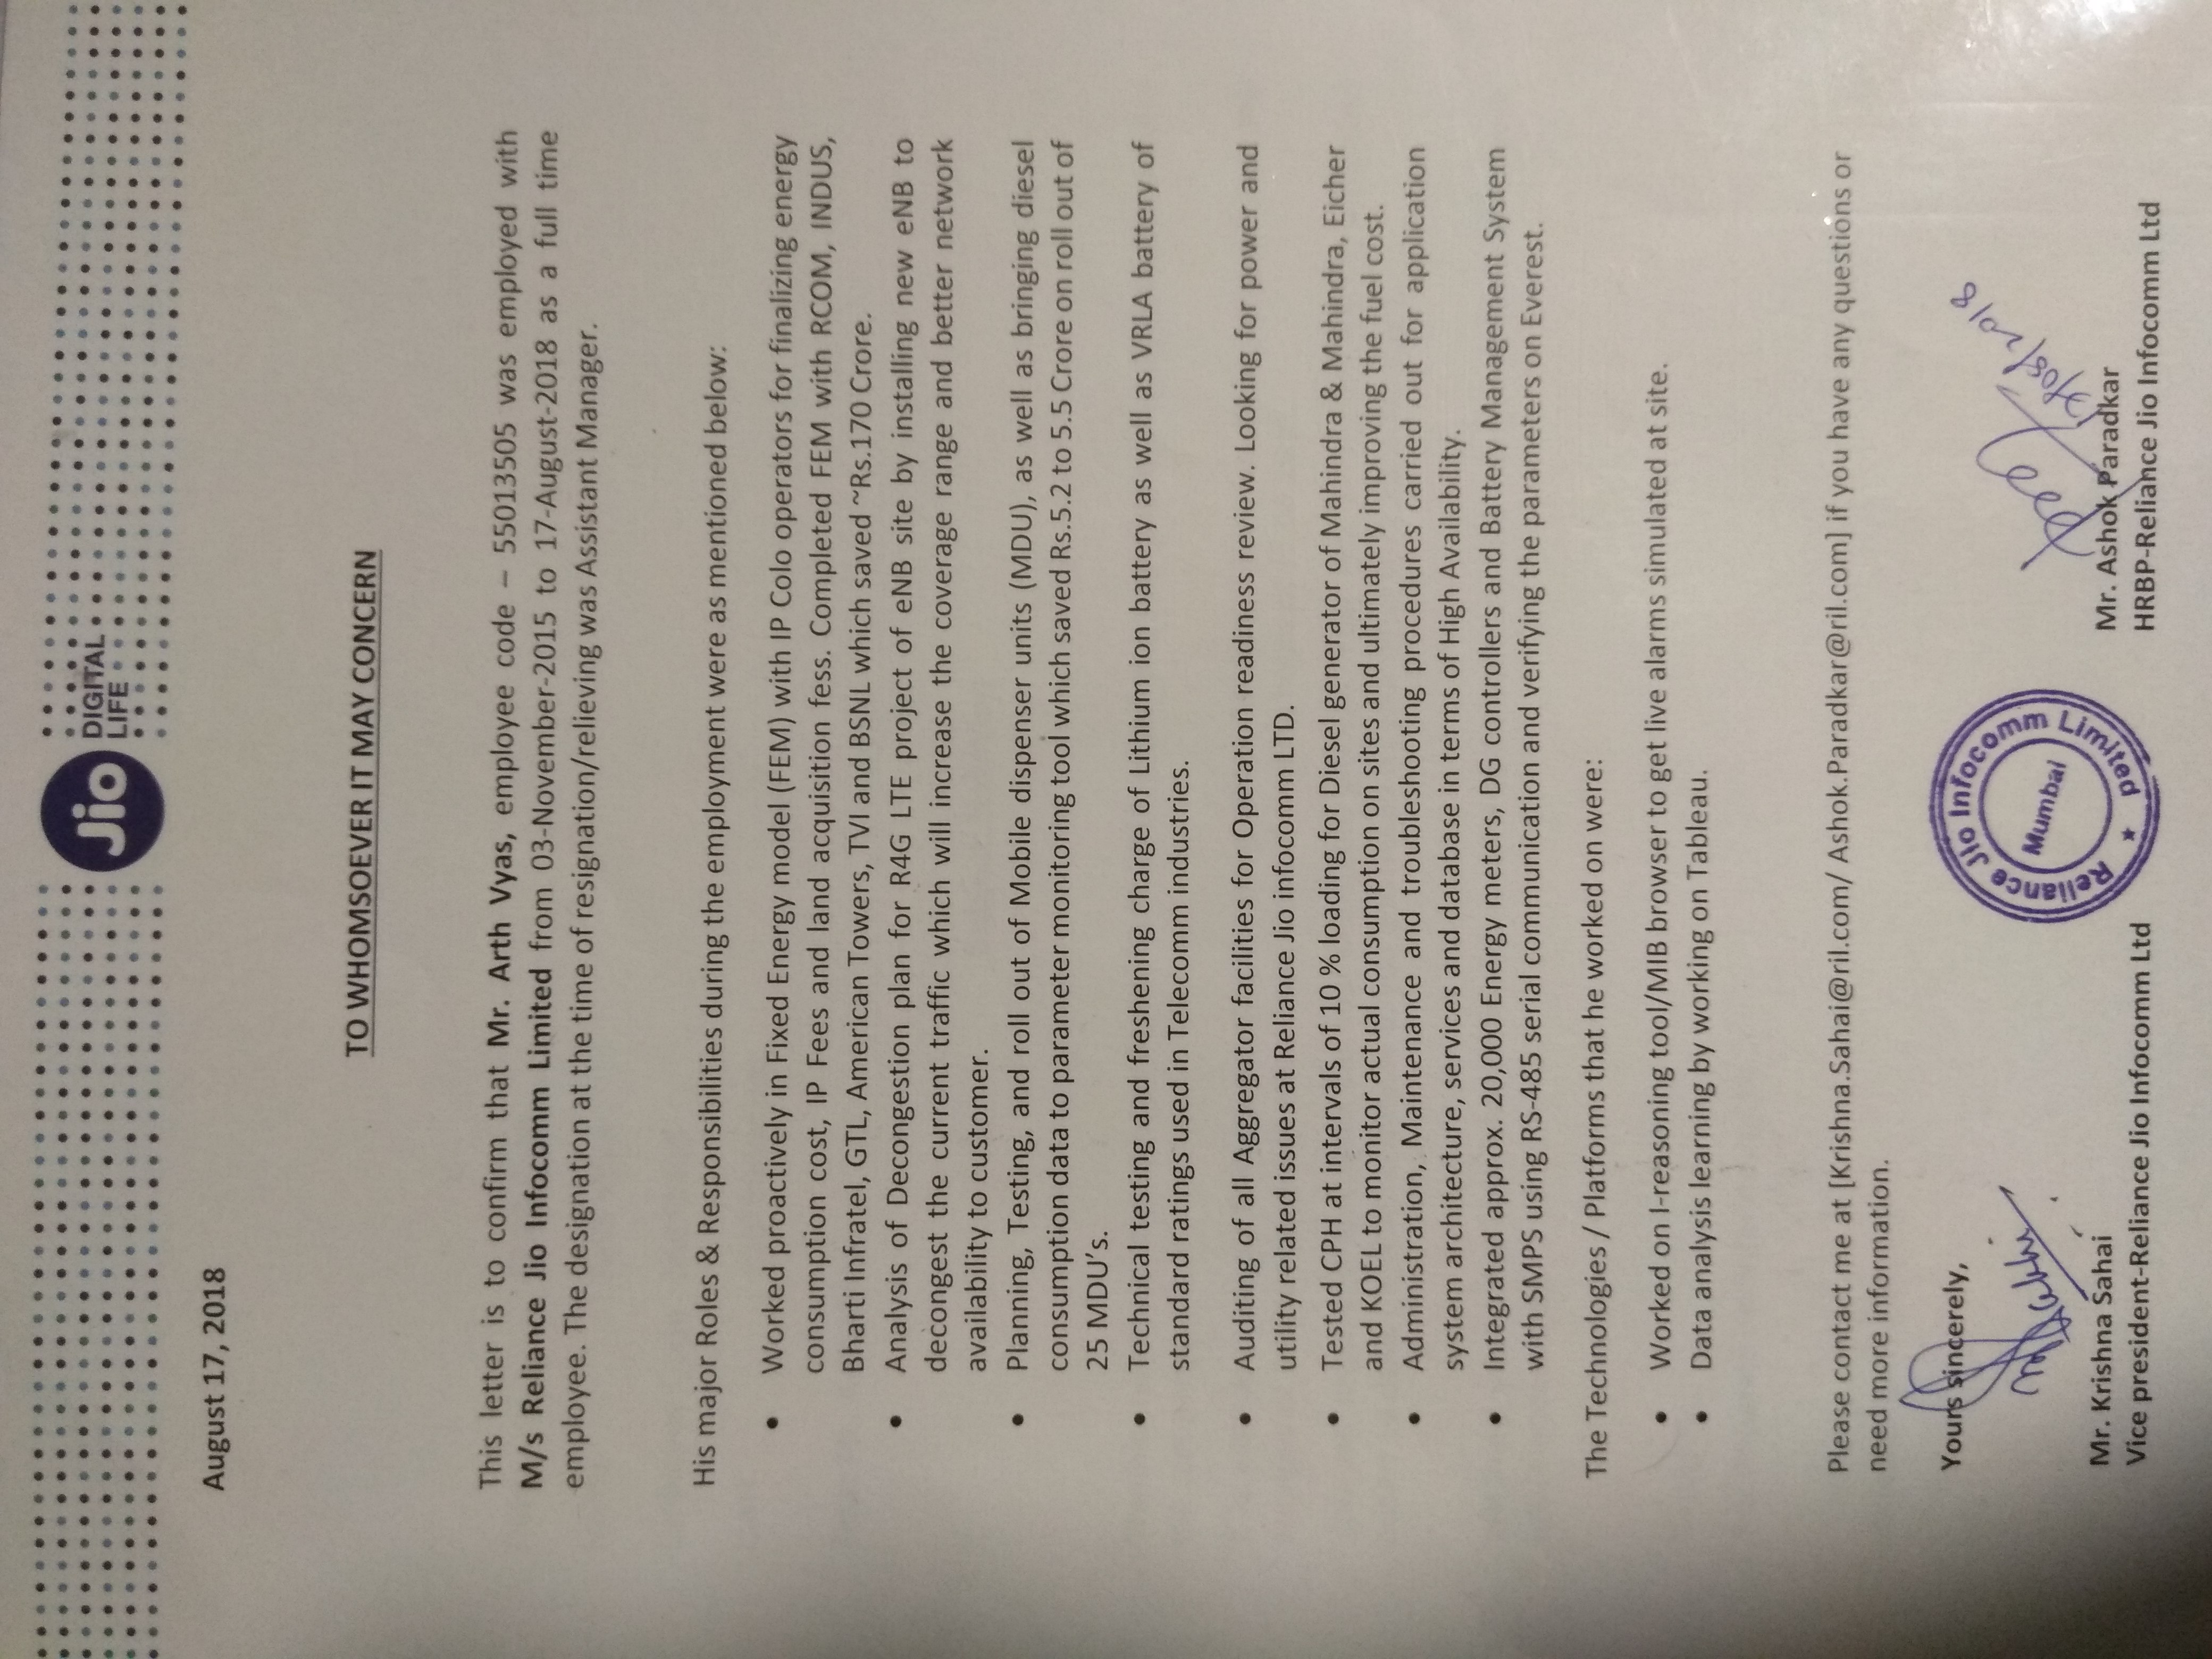 Jio
DIGITAL
LIFE
August 17, 2018
TO WHOMSOEVER IT MAY CONCERN
This letter is to confirm that Mr. Arth Vyas, employee code – 55013505 was employed with
M/s Reliance Jio Infocomm Limited from 03-November-2015 to 17-August-2018 as a full time
employee. The designation at the time of resignation/relieving was Assistant Manager.
His major Roles & Responsibilities during the employment were as mentioned below:
• Worked proactively in Fixed Energy model (FEM) with IP Colo operators for finalizing energy
consumption cost, IP Fees and land acquisition fess. Completed FEM with RCOM, INDUS,
Bharti Infratel, GTL, American Towers, TVI and BSNL which saved ~Rs.170 Crore.
• Analysis of Decongestion plan for R4G LTE project of eNB site by installing new eNB to
decongest the current traffic which will increase the coverage range and better network
availability to customer.
• Planning, Testing, and roll out of Mobile dispenser units (MDU), as well as bringing diesel
consumption data to parameter monitoring tool which saved Rs.5.2 to 5.5 Crore on roll out of
25 MDU's.
• Technical testing and freshening charge of Lithium ion battery as well as VRLA battery of
standard ratings used in Telecomm industries.
• Auditing of all Aggregator facilities for Operation readiness review. Looking for power and
utility related issues at Reliance Jio infocomm LTD.
• Tested CPH at intervals of 10 % loading for Diesel generator of Mahindra & Mahindra, Eicher
and KOEL to monitor actual consumption on sites and ultimately improving the fuel cost.
• Administration, Maintenance and troubleshooting procedures carried out for application
system architecture, services and database in terms of High Availability.
• Integrated approx. 20,000 Energy meters, DG controllers and Battery Management System
with SMPS using RS-485 serial communication and verifying the parameters on Everest.
The Technologies / Platforms that he worked on were:
• Worked on I-reasoning tool/MIB browser to get live alarms simulated at site.
• Data analysis learning by working on Tableau.
Please contact me at [Krishna.Sahai@ril.com/ Ashok.Paradkar@ril.com] if you have any questions or
need more information.
Yours sincerely,
Mr. Krishna Sahai
Vice president-Reliance Jio Infocomm Ltd
Reliance Jio Infocomm Limited ★
Mumbai
Mr. Ashok Paradkar
HRBP-Reliance Jio Infocomm Ltd